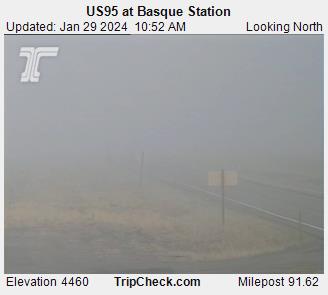 US95 at Basque Station
Updated: Jan 29 2024 10:52 AM Looking North
Elevation 4460 TripCheck.com Milepost 91.62